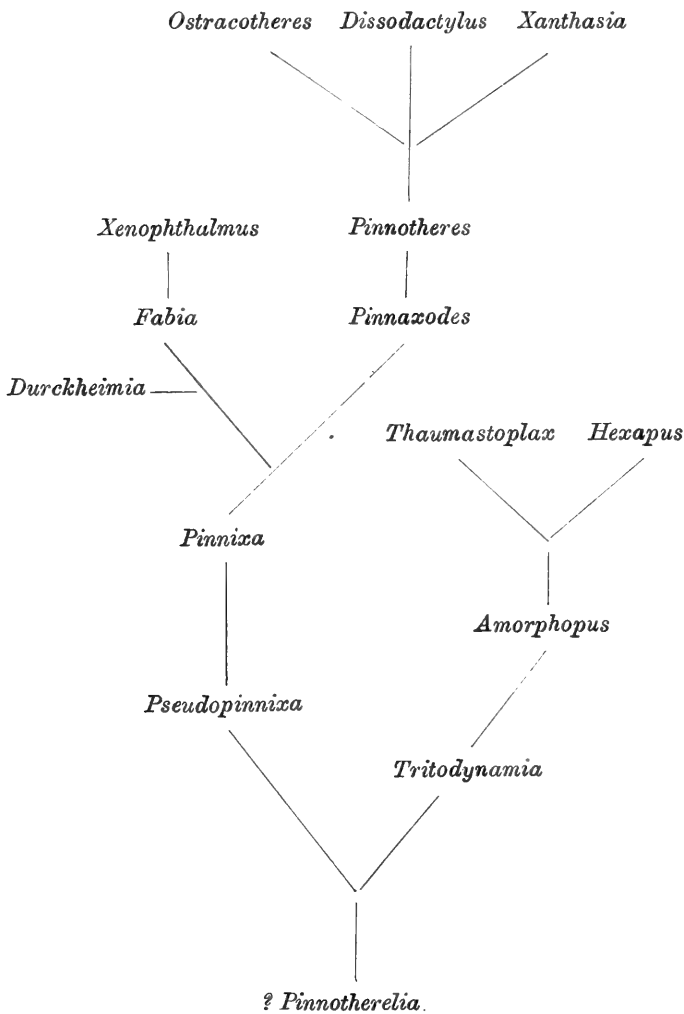 Ostracotheres Dissodactylus Xanthasia
Xenophthalmus Pinnotheres
Fabia Pinnaxodes
Durckheimia
Thaumastoplax Hexapus
Pinnixa
Amorphopus
Pseudopinnixa
Tritodynamia
? Pinnotherelia.